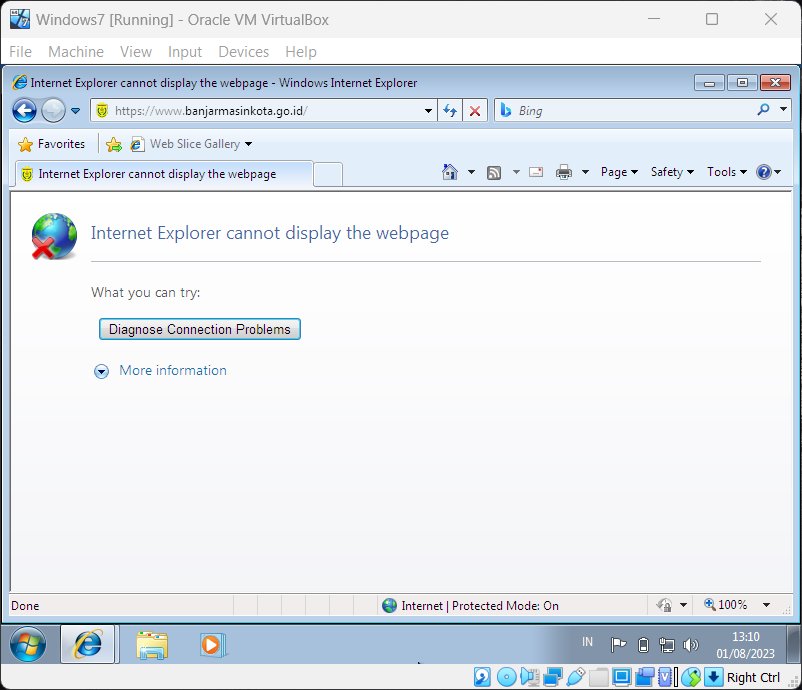 Windows7 [Running] - Oracle VM VirtualBox
File Machine View Input Devices Help
Internet Explorer cannot display the webpage - Windows Internet Explorer
https://www.banjarmasinkota.go.id/
Bing
Favorites
Web Slice Gallery
Internet Explorer cannot display the webpage
Page Safety Tools
Internet Explorer cannot display the webpage
What you can try:
Diagnose Connection Problems
More information
Done
Internet | Protected Mode: On
100%
IN
13:10
01/08/2023
Right Ctrl